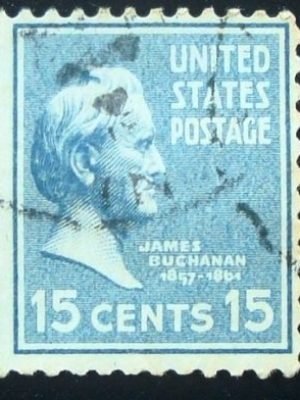 UNITED
STATES
POSTAGE
JAMES
BUCHANAN
1857-1861
15 CENTS 15